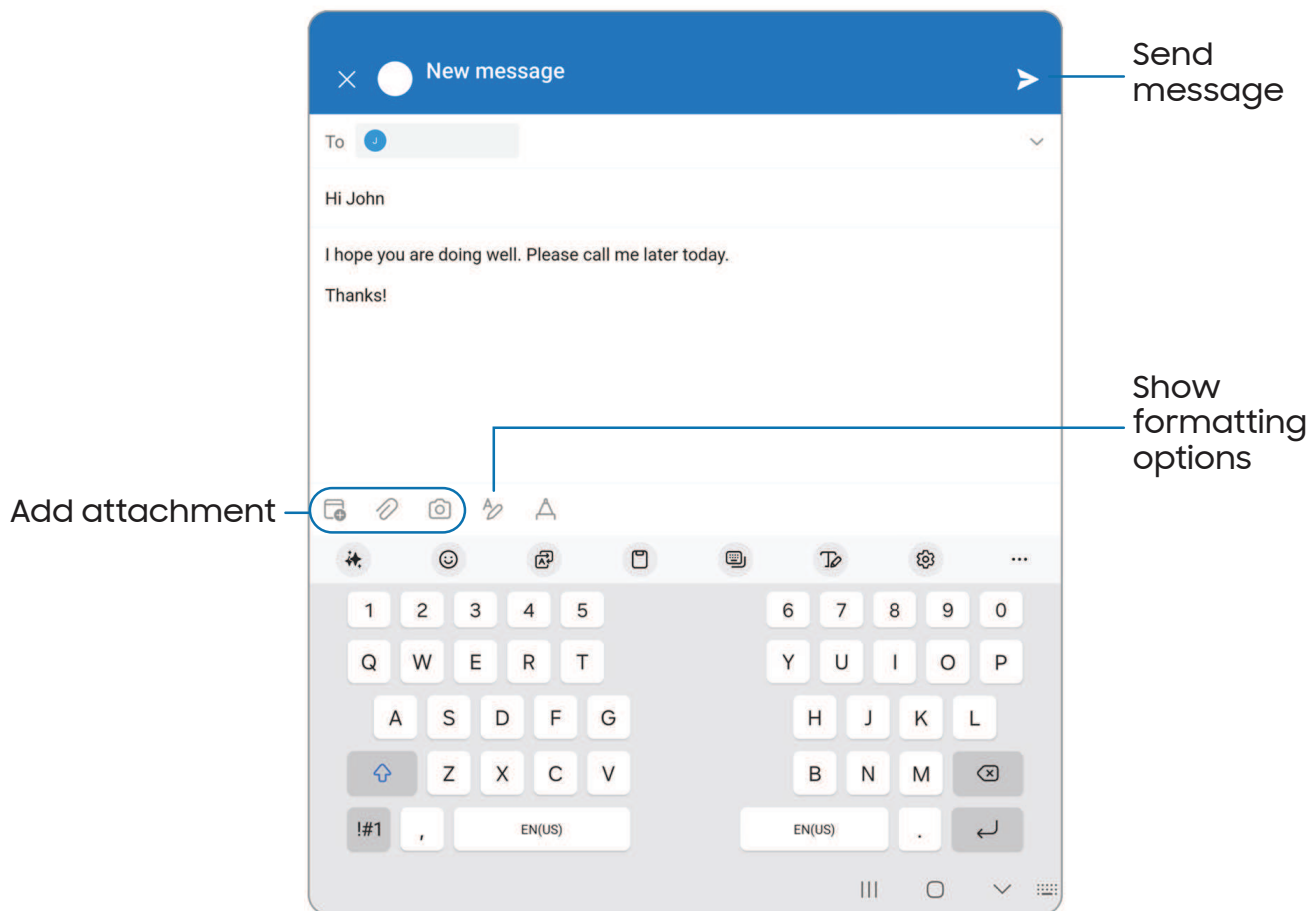 New message
Send
message
To J
Hi John
I hope you are doing well. Please call me later today.
Thanks!
Show
formatting
options
Add attachment
1 2 3 4 5 6 7 8 9 0
Q W E R T Y U I O P
A S D F G H J K L
Z X C V B N M
!#1 , EN(US) EN(US) .